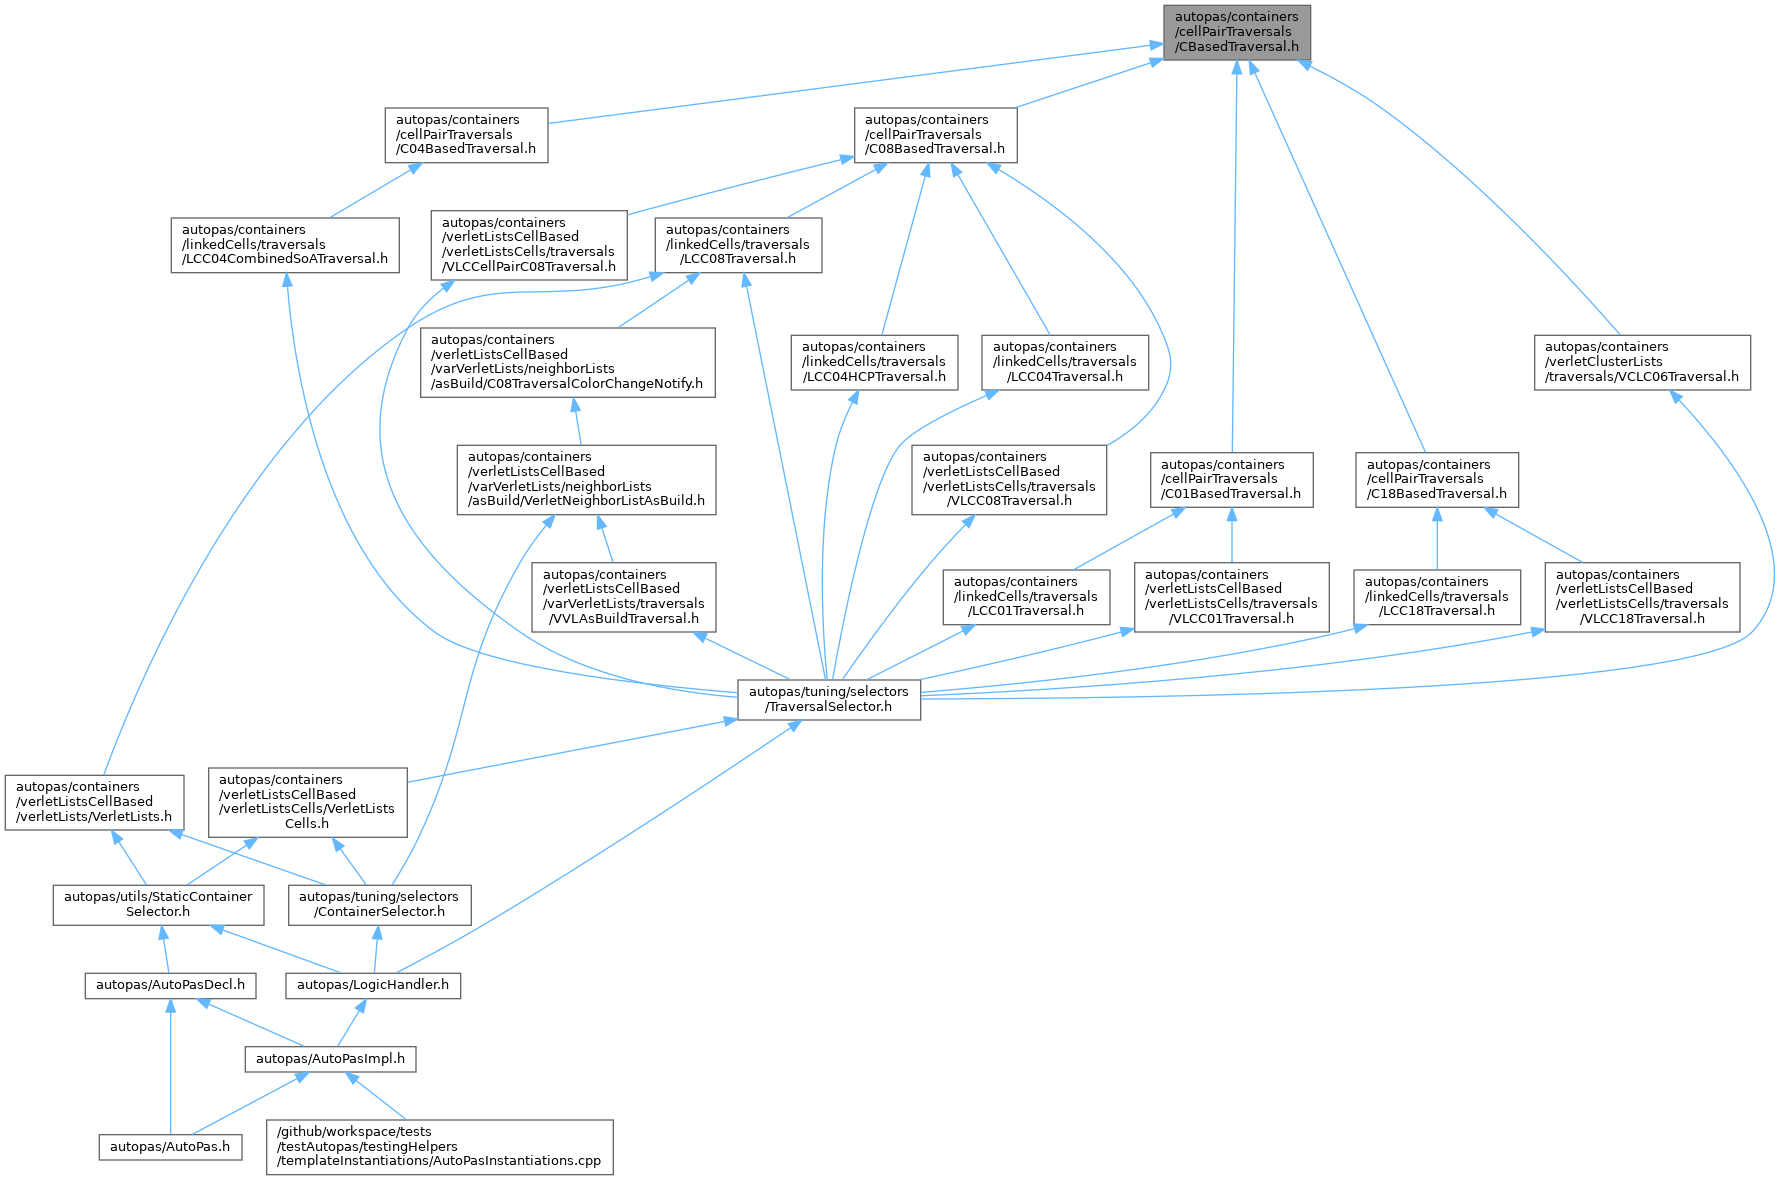 autopas/containers
/cellPairTraversals
/CBasedTraversal.h
autopas/containers
/cellPairTraversals
/C04BasedTraversal.h
autopas/containers
/cellPairTraversals
/C08BasedTraversal.h
autopas/containers
/linkedCells/traversals
/LCC04CombinedSoATraversal.h
autopas/containers
/verletListsCellBased
/verletListsCells/traversals
/VLCCellPairC08Traversal.h
autopas/containers
/linkedCells/traversals
/LCC08Traversal.h
autopas/containers
/verletListsCellBased
/varVerletLists/neighborLists
/asBuild/C08TraversalColorChangeNotify.h
autopas/containers
/linkedCells/traversals
/LCC04HCPTraversal.h
autopas/containers
/linkedCells/traversals
/LCC04Traversal.h
autopas/containers
/verletClusterLists
/traversals/VCLC06Traversal.h
autopas/containers
/verletListsCellBased
/varVerletLists/neighborLists
/asBuild/VerletNeighborListAsBuild.h
autopas/containers
/verletListsCellBased
/verletListsCells/traversals
/VLCC08Traversal.h
autopas/containers
/cellPairTraversals
/C01BasedTraversal.h
autopas/containers
/cellPairTraversals
/C18BasedTraversal.h
autopas/containers
/verletListsCellBased
/varVerletLists/traversals
/VVLAsBuildTraversal.h
autopas/containers
/linkedCells/traversals
/LCC01Traversal.h
autopas/containers
/verletListsCellBased
/verletListsCells/traversals
/VLCC01Traversal.h
autopas/containers
/linkedCells/traversals
/LCC18Traversal.h
autopas/containers
/verletListsCellBased
/verletListsCells/traversals
/VLCC18Traversal.h
autopas/tuning/selectors
/TraversalSelector.h
autopas/containers
/verletListsCellBased
/verletLists/VerletLists.h
autopas/containers
/verletListsCellBased
/verletListsCells/VerletLists
Cells.h
autopas/utils/StaticContainer
Selector.h
autopas/tuning/selectors
/ContainerSelector.h
autopas/AutoPasDecl.h
autopas/LogicHandler.h
autopas/AutoPasImpl.h
autopas/AutoPas.h
/github/workspace/tests
/testAutopas/testingHelpers
/templateInstantiations/AutoPasInstantiations.cpp